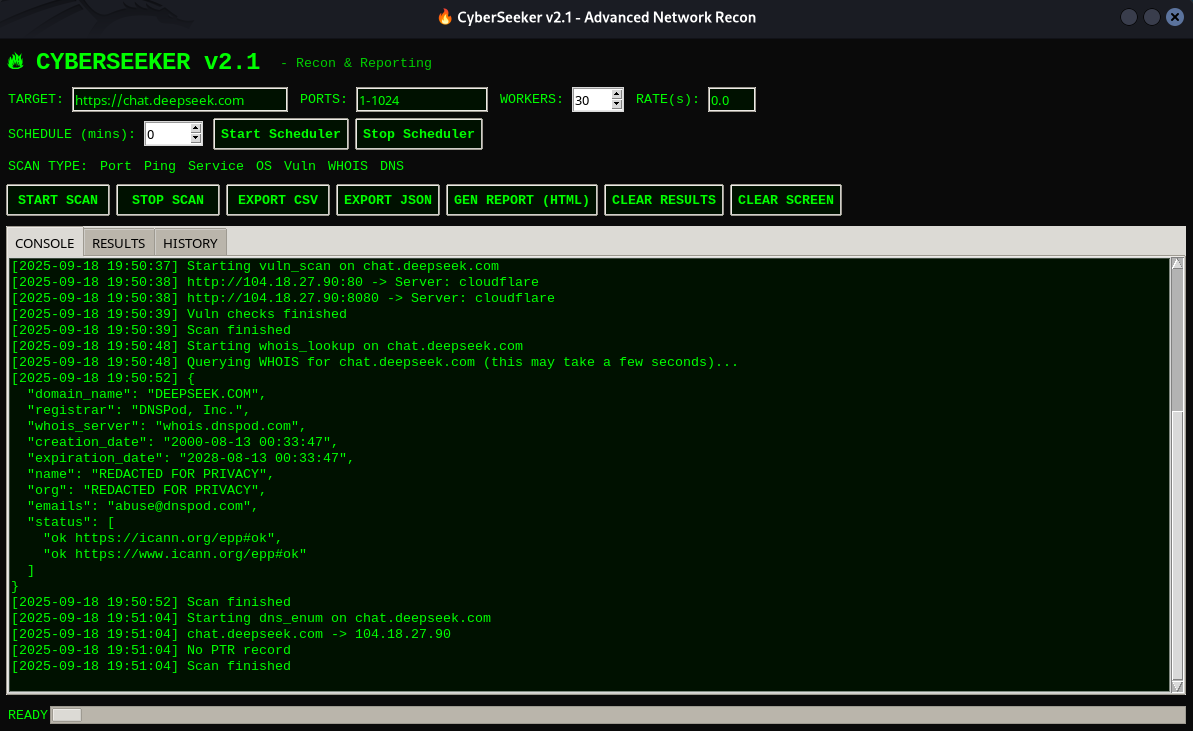 🔥 CyberSeeker v2.1 - Advanced Network Recon
🔥 CYBERSEEKER v2.1 - Recon & Reporting
TARGET: https://chat.deepseek.com PORTS: 1-1024 WORKERS: 30 RATE(s): 0.0
SCHEDULE (mins): 0 Start Scheduler Stop Scheduler
SCAN TYPE: Port Ping Service OS Vuln WHOIS DNS
START SCAN STOP SCAN EXPORT CSV EXPORT JSON GEN REPORT (HTML) CLEAR RESULTS CLEAR SCREEN
CONSOLE RESULTS HISTORY
[2025-09-18 19:50:37] Starting vuln_scan on chat.deepseek.com
[2025-09-18 19:50:38] http://104.18.27.90:80 -> Server: cloudflare
[2025-09-18 19:50:38] http://104.18.27.90:8080 -> Server: cloudflare
[2025-09-18 19:50:39] Vuln checks finished
[2025-09-18 19:50:39] Scan finished
[2025-09-18 19:50:48] Starting whois_lookup on chat.deepseek.com
[2025-09-18 19:50:48] Querying WHOIS for chat.deepseek.com (this may take a few seconds)...
[2025-09-18 19:50:52] {
  "domain_name": "DEEPSEEK.COM",
  "registrar": "DNSPod, Inc.",
  "whois_server": "whois.dnspod.com",
  "creation_date": "2000-08-13 00:33:47",
  "expiration_date": "2028-08-13 00:33:47",
  "name": "REDACTED FOR PRIVACY",
  "org": "REDACTED FOR PRIVACY",
  "emails": "abuse@dnspod.com",
  "status": [
    "ok https://icann.org/epp#ok",
    "ok https://www.icann.org/epp#ok"
  ]
}
[2025-09-18 19:50:52] Scan finished
[2025-09-18 19:51:04] Starting dns_enum on chat.deepseek.com
[2025-09-18 19:51:04] chat.deepseek.com -> 104.18.27.90
[2025-09-18 19:51:04] No PTR record
[2025-09-18 19:51:04] Scan finished
READY